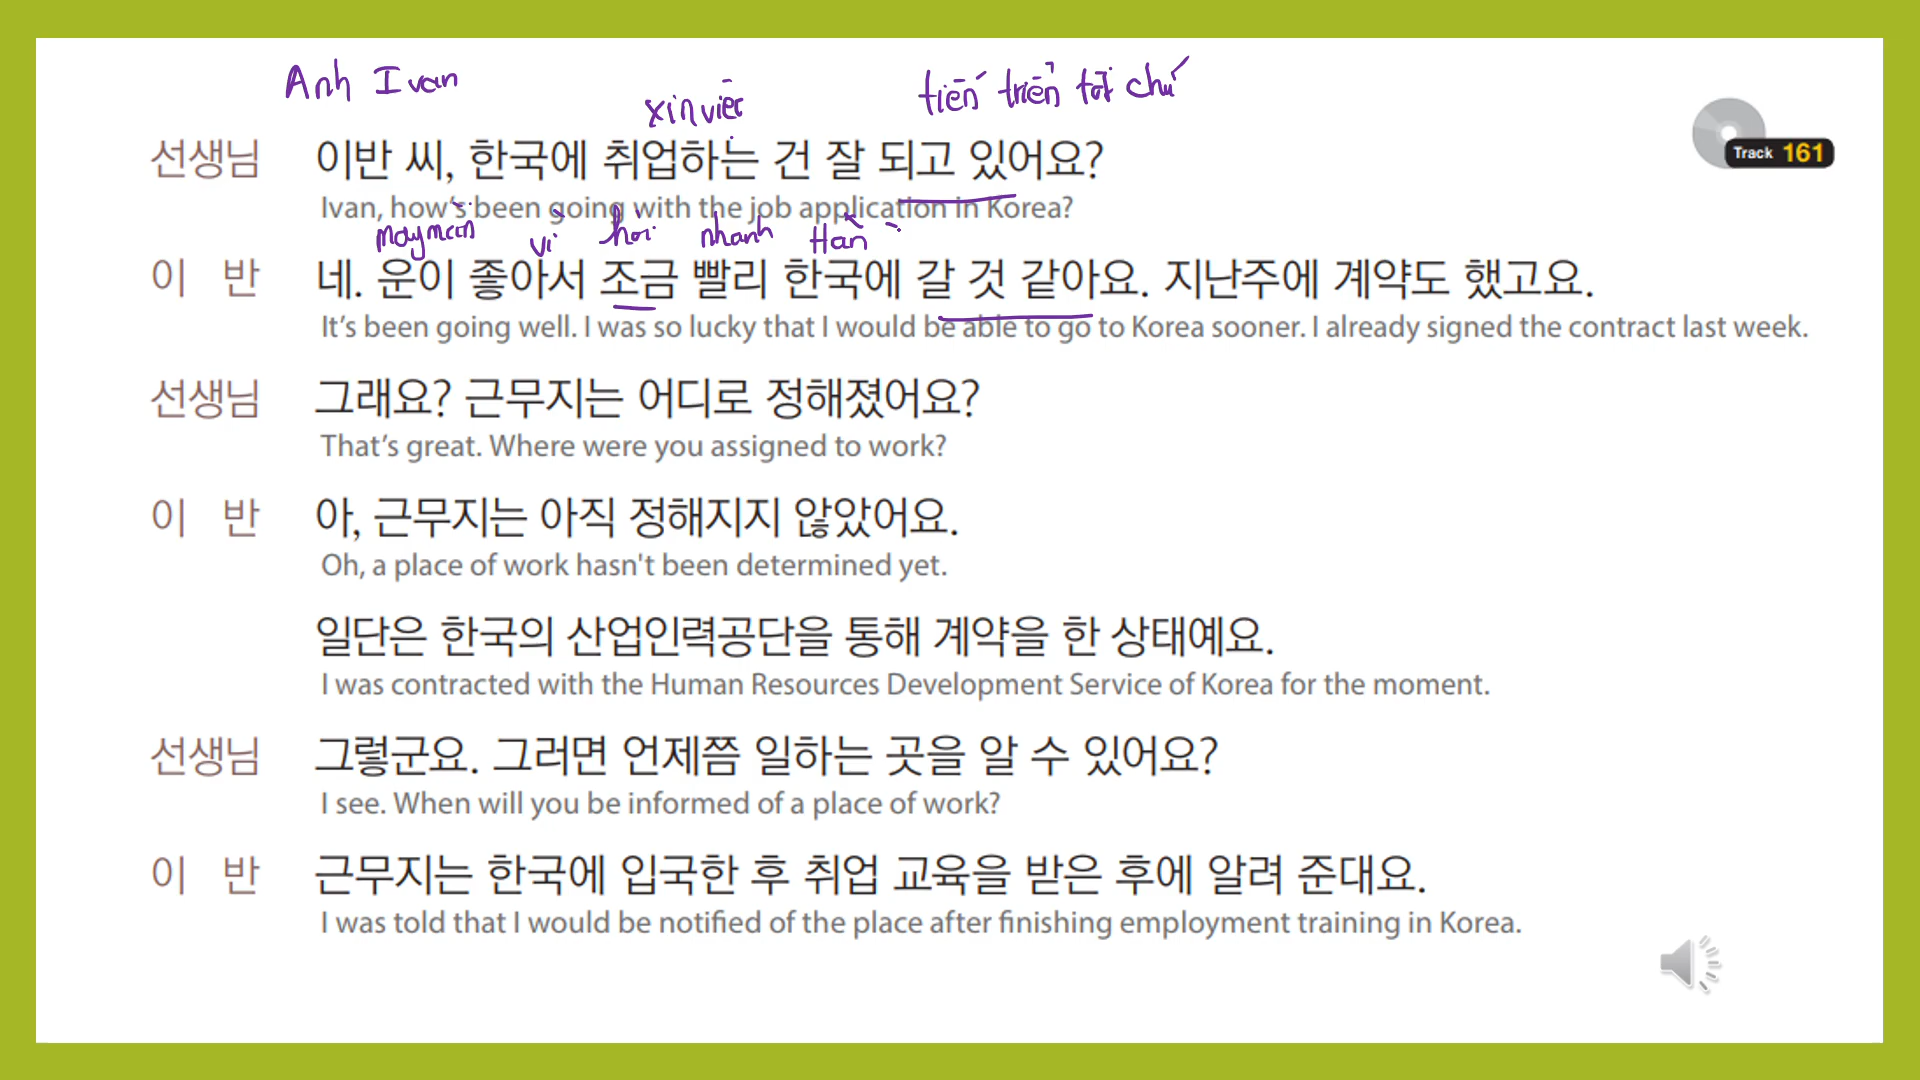 Anh Ivan
xin việc
tiến triển tốt chứ
Track 161
선생님 이반 씨, 한국에 취업하는 건 잘 되고 있어요?
Ivan, how's been going with the job application in Korea?
may mắn vì hơi nhanh Hàn
이 반 네. 운이 좋아서 조금 빨리 한국에 갈 것 같아요. 지난주에 계약도 했고요.
It's been going well. I was so lucky that I would be able to go to Korea sooner. I already signed the contract last week.
선생님 그래요? 근무지는 어디로 정해졌어요?
That's great. Where were you assigned to work?
이 반 아, 근무지는 아직 정해지지 않았어요.
Oh, a place of work hasn't been determined yet.
일단은 한국의 산업인력공단을 통해 계약을 한 상태예요.
I was contracted with the Human Resources Development Service of Korea for the moment.
선생님 그렇군요. 그러면 언제쯤 일하는 곳을 알 수 있어요?
I see. When will you be informed of a place of work?
이 반 근무지는 한국에 입국한 후 취업 교육을 받은 후에 알려 준대요.
I was told that I would be notified of the place after finishing employment training in Korea.